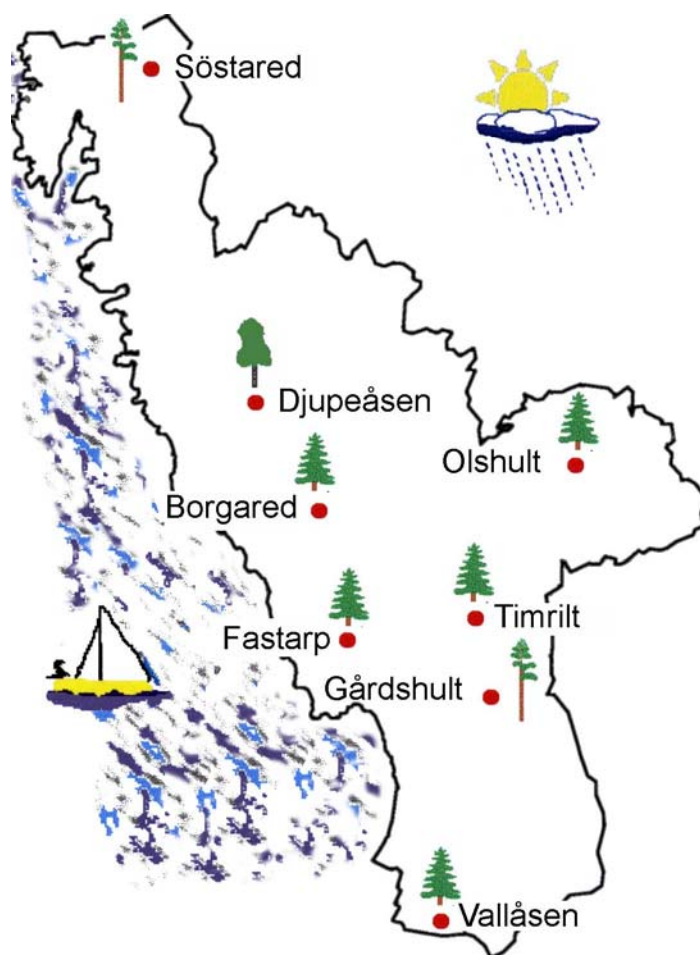 Söstared
Djupeåsen
Olshult
Borgared
Timrilt
Fastarp
Gårdshult
Vallåsen